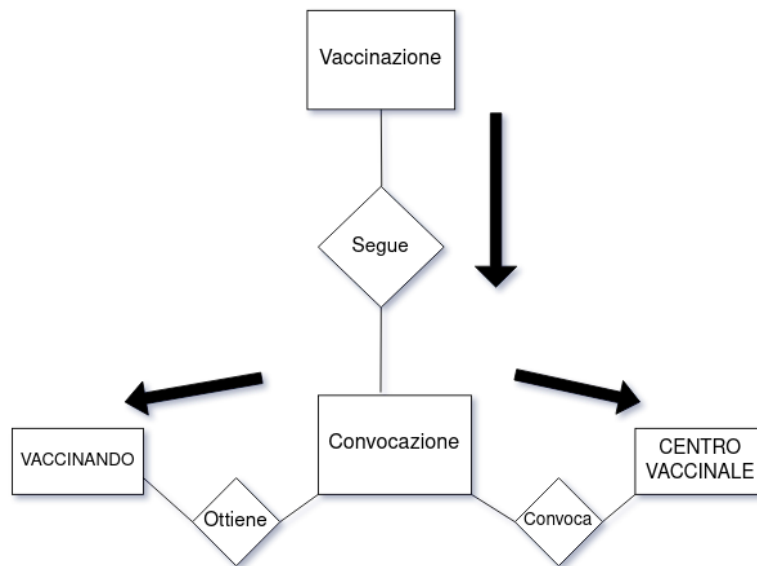 Vaccinazione
Segue
Convocazione
VACCINANDO
CENTRO
VACCINALE
Ottiene
Convoca